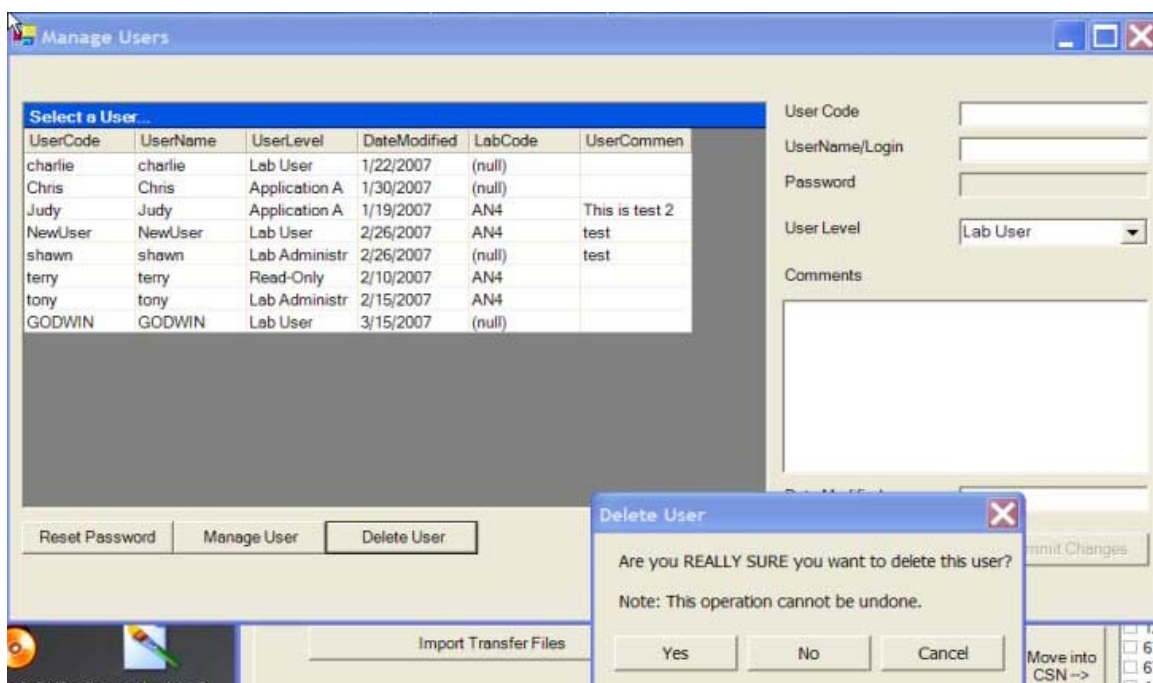 Manage Users
Select a User...
UserCode UserName UserLevel DateModified LabCode UserCommen
charlie charlie Lab User 1/22/2007 (null)
Chris Chris Application A 1/30/2007 (null)
Judy Judy Application A 1/19/2007 AN4 This is test 2
NewUser NewUser Lab User 2/26/2007 AN4 test
shawn shawn Lab Administr 2/26/2007 (null) test
terry terry Read-Only 2/10/2007 AN4
tony tony Lab Administr 2/15/2007 AN4
GODWIN GODWIN Lab User 3/15/2007 (null)
Reset Password Manage User Delete User
User Code
UserName/Login
Password
User Level Lab User
Comments
Changes
Delete User
Are you REALLY SURE you want to delete this user?
Note: This operation cannot be undone.
Yes No Cancel
Import Transfer Files
Move into
CSN -->